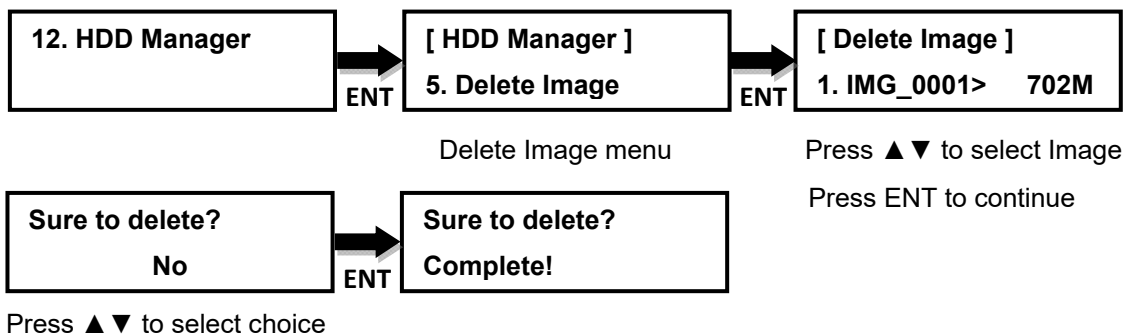 12. HDD Manager
ENT
[ HDD Manager ]
5. Delete Image
ENT
[ Delete Image ]
1. IMG_0001> 702M
Delete Image menu
Press ▲▼ to select Image
Press ENT to continue
Sure to delete?
No
ENT
Sure to delete?
Complete!
Press ▲▼ to select choice